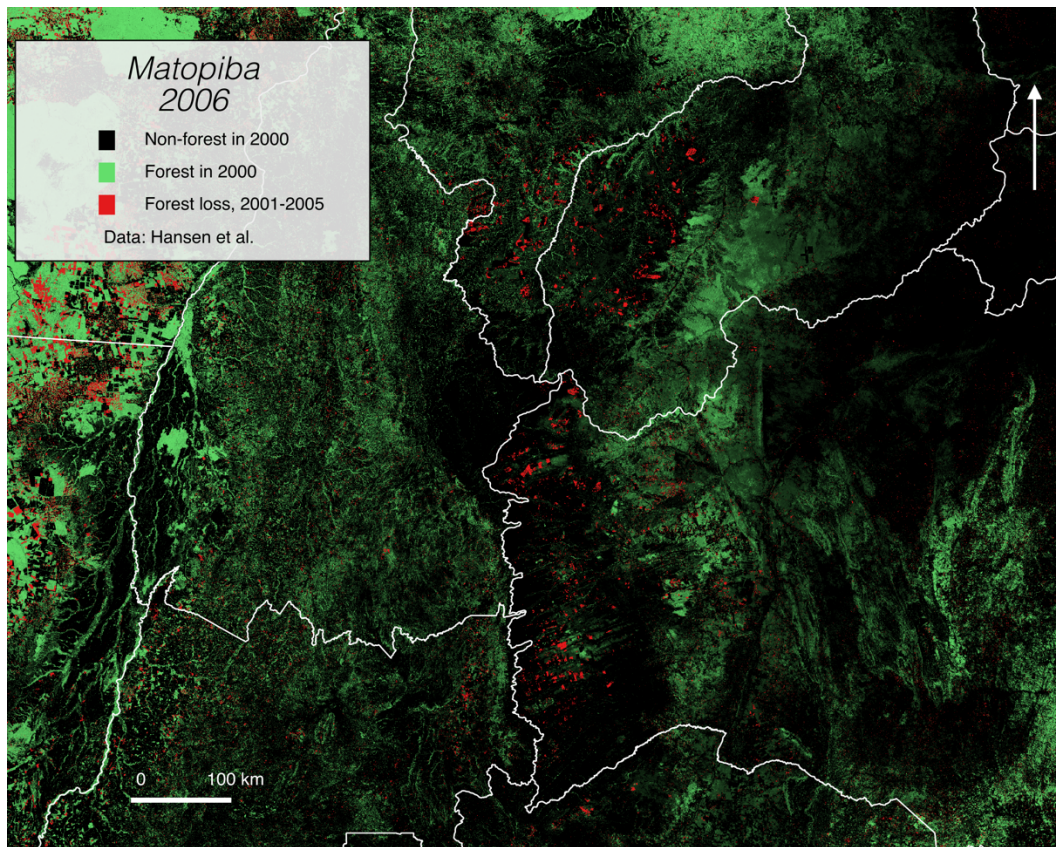 Matopiba
2006
Non-forest in 2000
Forest in 2000
Forest loss, 2001-2005
Data: Hansen et al.
0 100 km